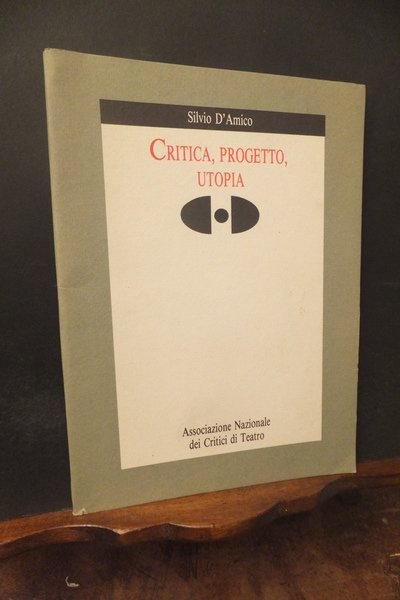 Silvio D'Amico
CRITICA, PROGETTO,
UTOPIA
Associazione Nazionale
dei Critici di Teatro